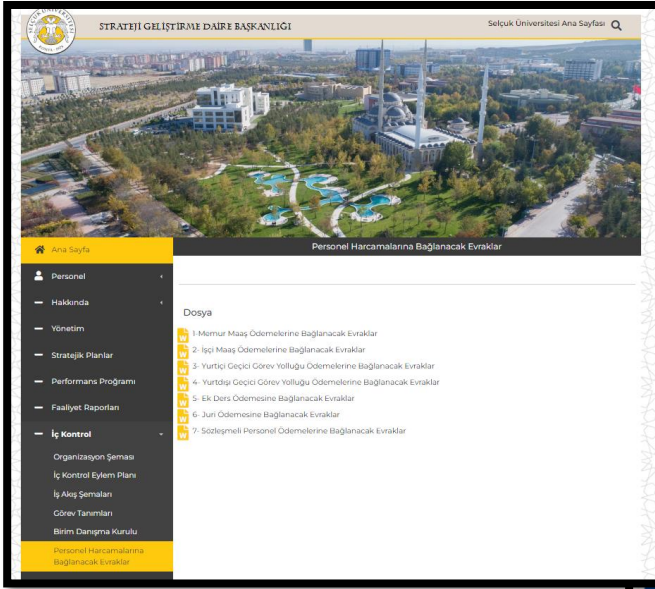 STRATEJİ GELİŞTİRME DAİRE BAŞKANLIĞI
Selçuk Üniversitesi Ana Sayfası
Personel Harcamalarına Bağlanacak Evraklar
Ana Sayfa
Personel
Hakkında
Yönetim
Stratejik Planlar
Performans Proğramı
Faaliyet Raporları
İç Kontrol
Organizasyon Şeması
İç Kontrol Eylem Planı
İş Akış Şemaları
Görev Tanımları
Birim Danışma Kurulu
Personel Harcamalarına
Bağlanacak Evraklar
Dosya
1-Memur Maaş Ödemelerine Bağlanacak Evraklar
2- İşçi Maaş Ödemelerine Bağlanacak Evraklar
3- Yurtiçi Geçici Görev Yolluğu Ödemelerine Bağlanacak Evraklar
4- Yurtdışı Geçici Görev Yolluğu Ödemelerine Bağlanacak Evraklar
5- Ek Ders Ödemesine Bağlanacak Evraklar
6- Juri Ödemesine Bağlanacak Evraklar
7- Sözleşmeli Personel Ödemelerine Bağlanacak Evraklar